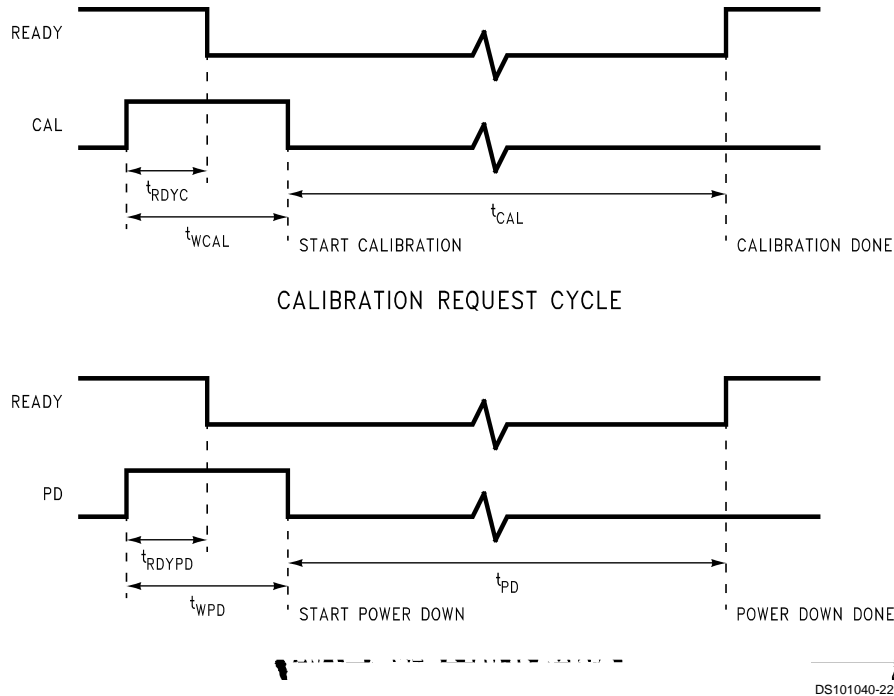 READY
CAL
tRDYC
tWCAL
tCAL
START CALIBRATION
CALIBRATION DONE
CALIBRATION REQUEST CYCLE
READY
PD
tRDYPD
tWPD
tPD
START POWER DOWN
POWER DOWN DONE
DS101040-22